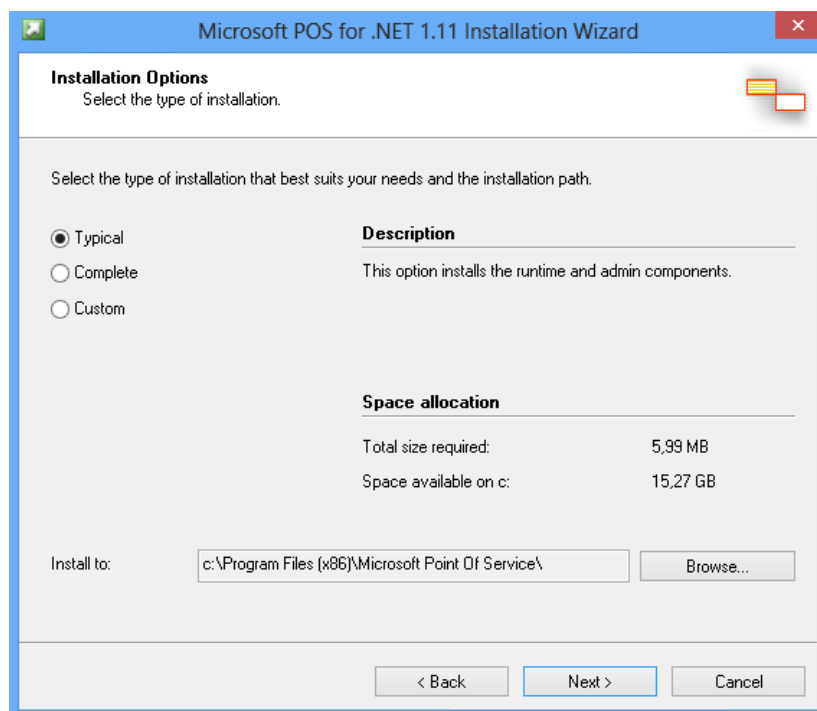 Microsoft POS for .NET 1.11 Installation Wizard
Installation Options
Select the type of installation.
Select the type of installation that best suits your needs and the installation path.
Typical
Complete
Custom
Description
This option installs the runtime and admin components.
Space allocation
Total size required: 5,99 MB
Space available on c: 15,27 GB
Install to: c:\Program Files (x86)\Microsoft Point Of Service\ Browse...
< Back Next > Cancel